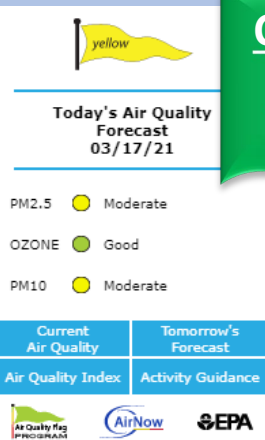 yellow
Today's Air Quality
Forecast
03/17/21
PM2.5 Moderate
OZONE Good
PM10 Moderate
Current
Air Quality
Tomorrow's
Forecast
Air Quality Index
Activity Guidance
Air Quality Flag
PROGRAM
AirNow
EPA